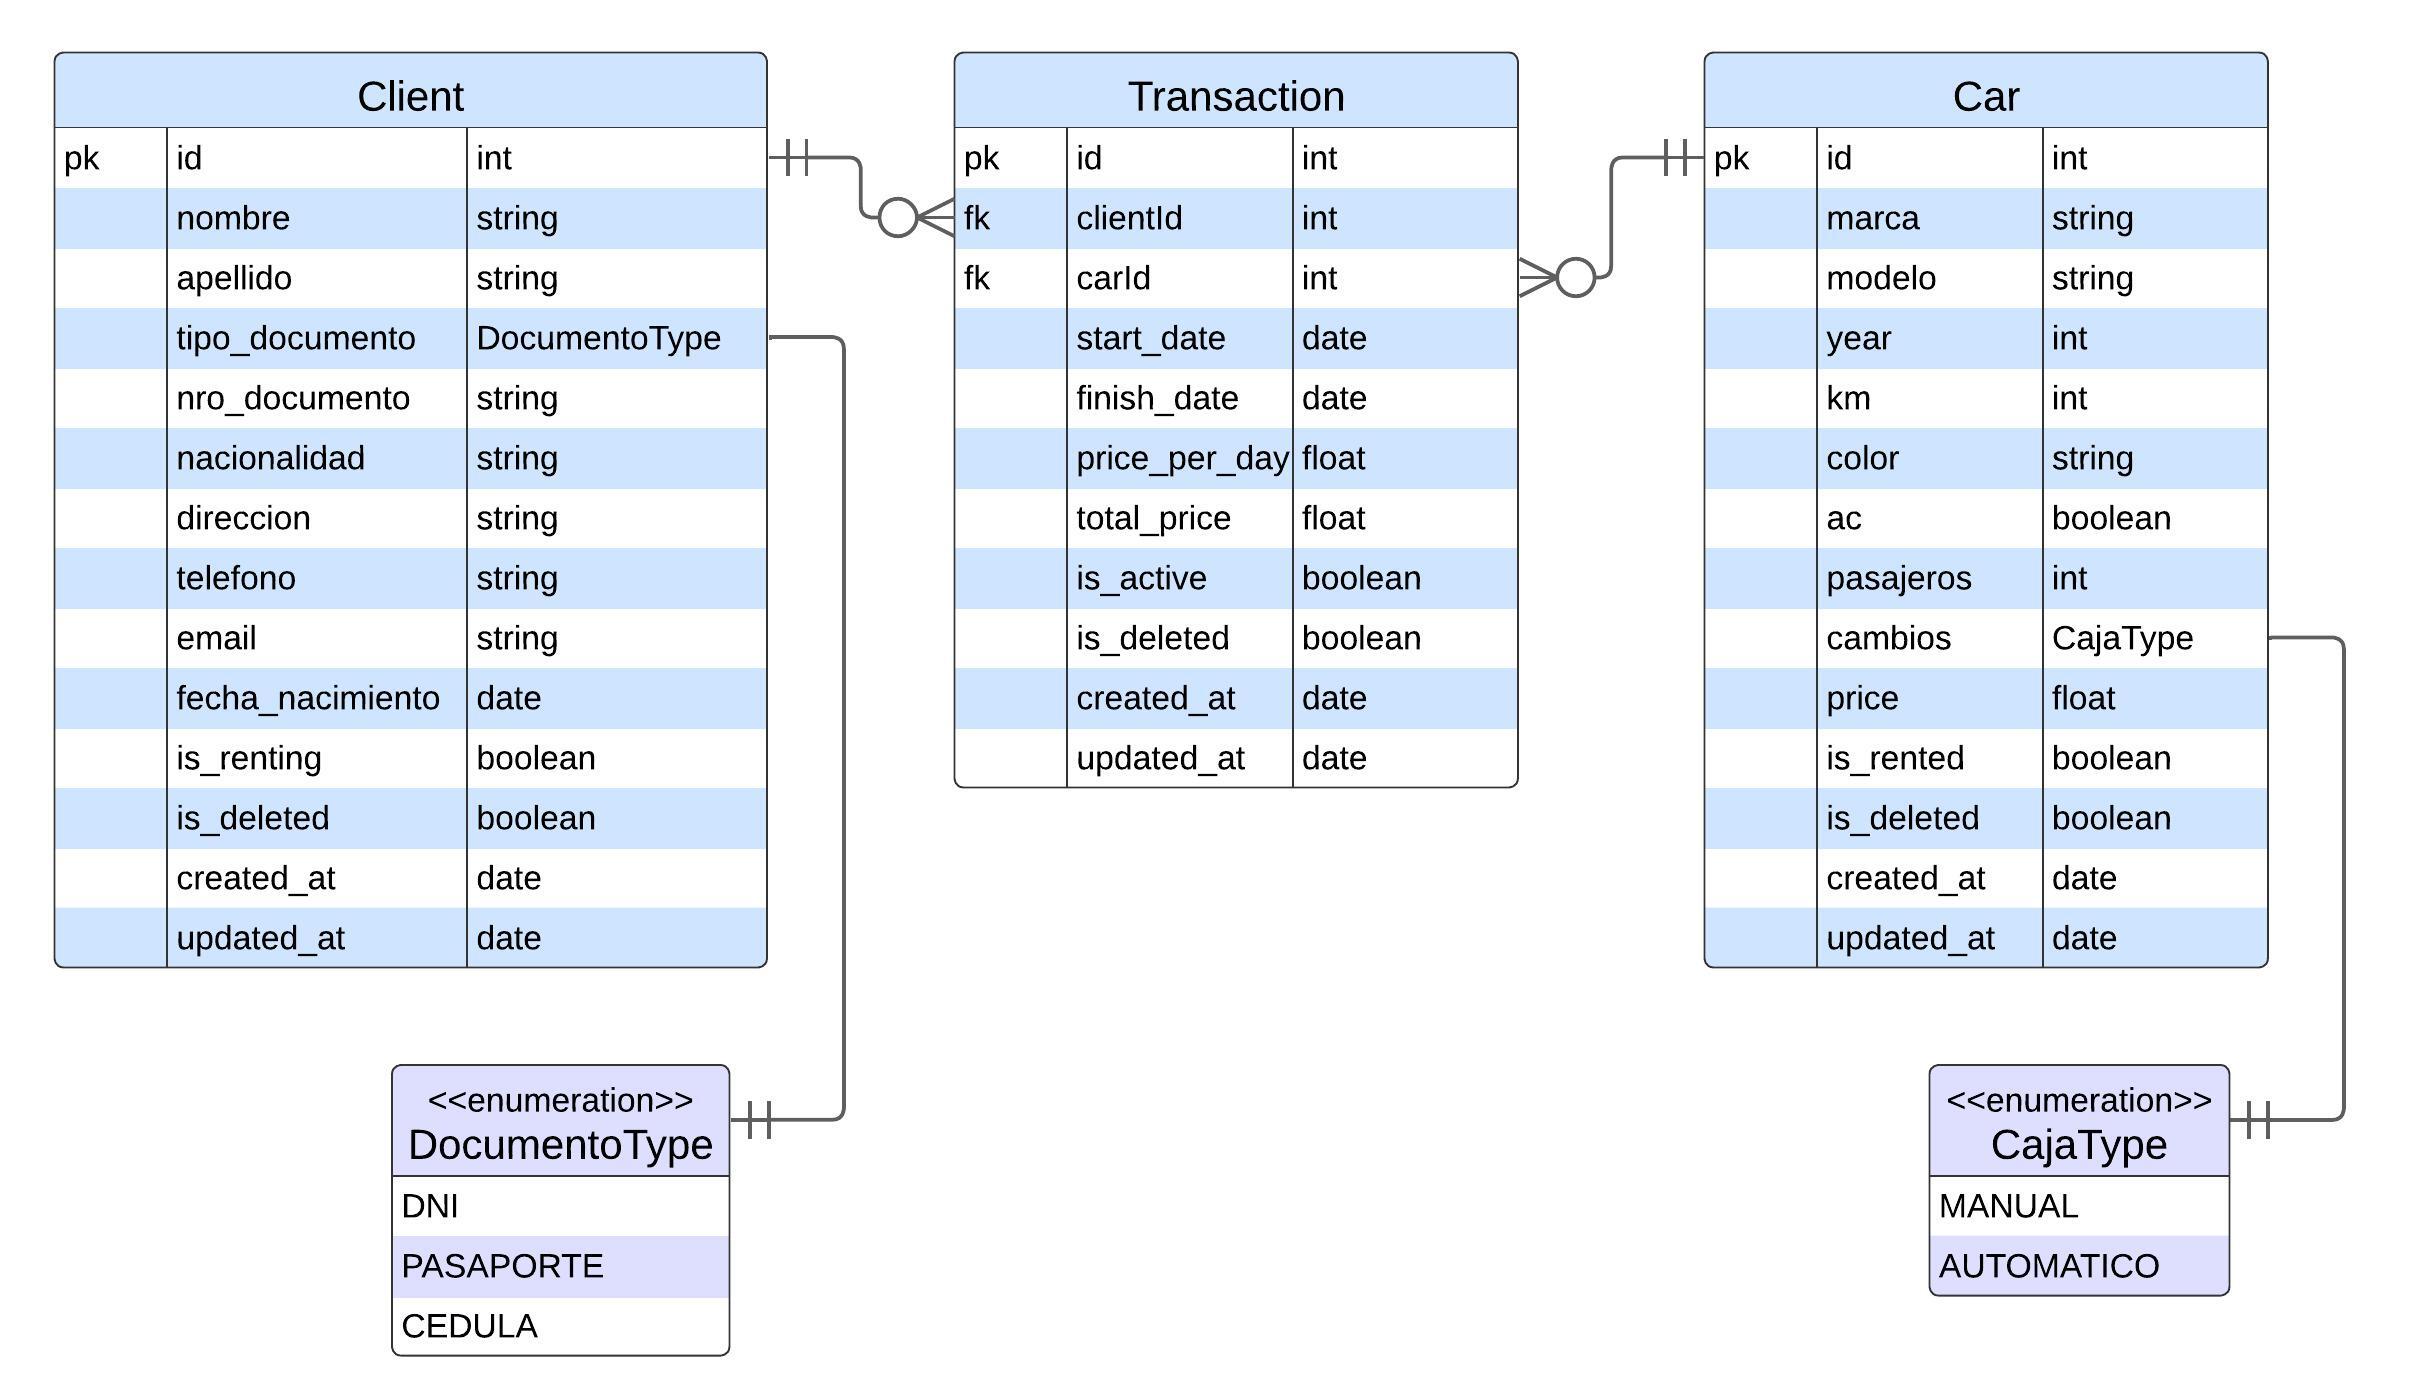 Client
pk id int
nombre string
apellido string
tipo_documento DocumentoType
nro_documento string
nacionalidad string
direccion string
telefono string
email string
fecha_nacimiento date
is_renting boolean
is_deleted boolean
created_at date
updated_at date
Transaction
pk id int
fk clientId int
fk carId int
start_date date
finish_date date
price_per_day float
total_price float
is_active boolean
is_deleted boolean
created_at date
updated_at date
Car
pk id int
marca string
modelo string
year int
km int
color string
ac boolean
pasajeros int
cambios CajaType
price float
is_rented boolean
is_deleted boolean
created_at date
updated_at date
<<enumeration>>
DocumentoType
DNI
PASAPORTE
CEDULA
<<enumeration>>
CajaType
MANUAL
AUTOMATICO